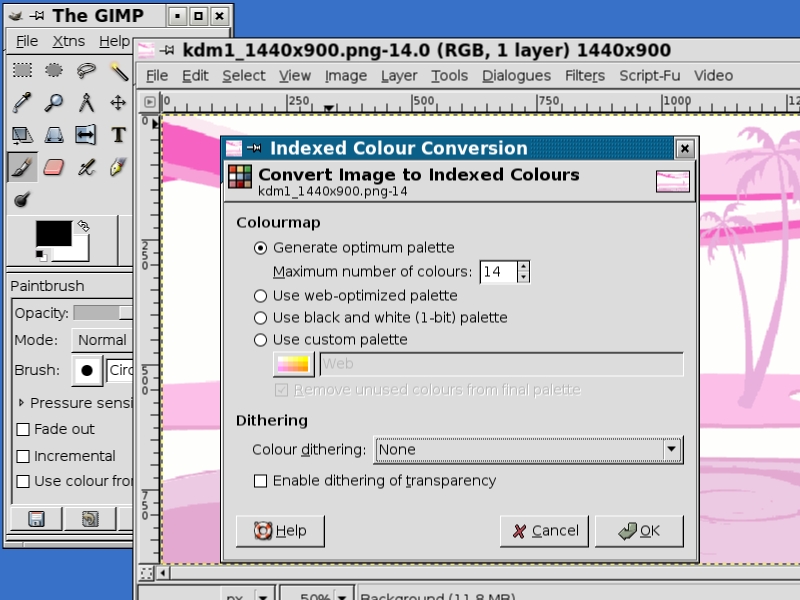 The GIMP
File Xtns Help
kdm1_1440x900.png-14.0 (RGB, 1 layer) 1440x900
File Edit Select View Image Layer Tools Dialogues Filters Script-Fu Video
0 250 500 750 1000 12
0
250
500
750
Indexed Colour Conversion
Convert Image to Indexed Colours
kdm1_1440x900.png-14
Colourmap
Generate optimum palette
Maximum number of colours: 14
Use web-optimized palette
Use black and white (1-bit) palette
Use custom palette
Web
Remove unused colours from final palette
Dithering
Colour dithering: None
Enable dithering of transparency
Help Cancel OK
Paintbrush
Opacity:
Mode: Normal
Brush: Circ
Pressure sensi
Fade out
Incremental
Use colour fro
px 50% Background (11.8 MB)